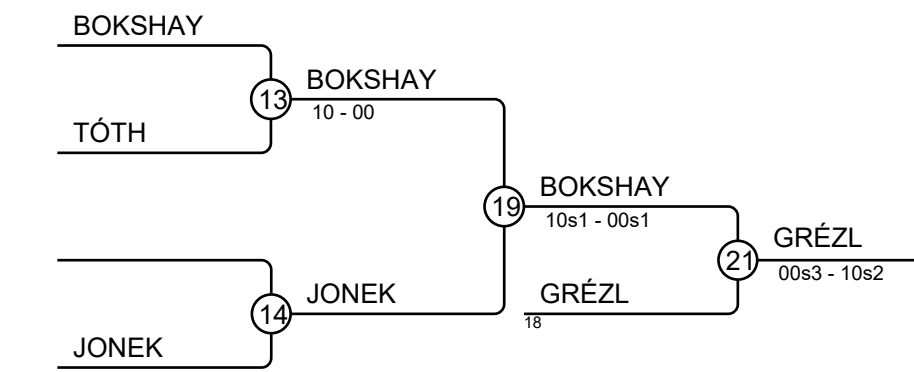 BOKSHAY
13
BOKSHAY
10 - 00
TÓTH
19
BOKSHAY
10s1 - 00s1
21
GRÉZL
00s3 - 10s2
14
JONEK
GRÉZL
18
JONEK